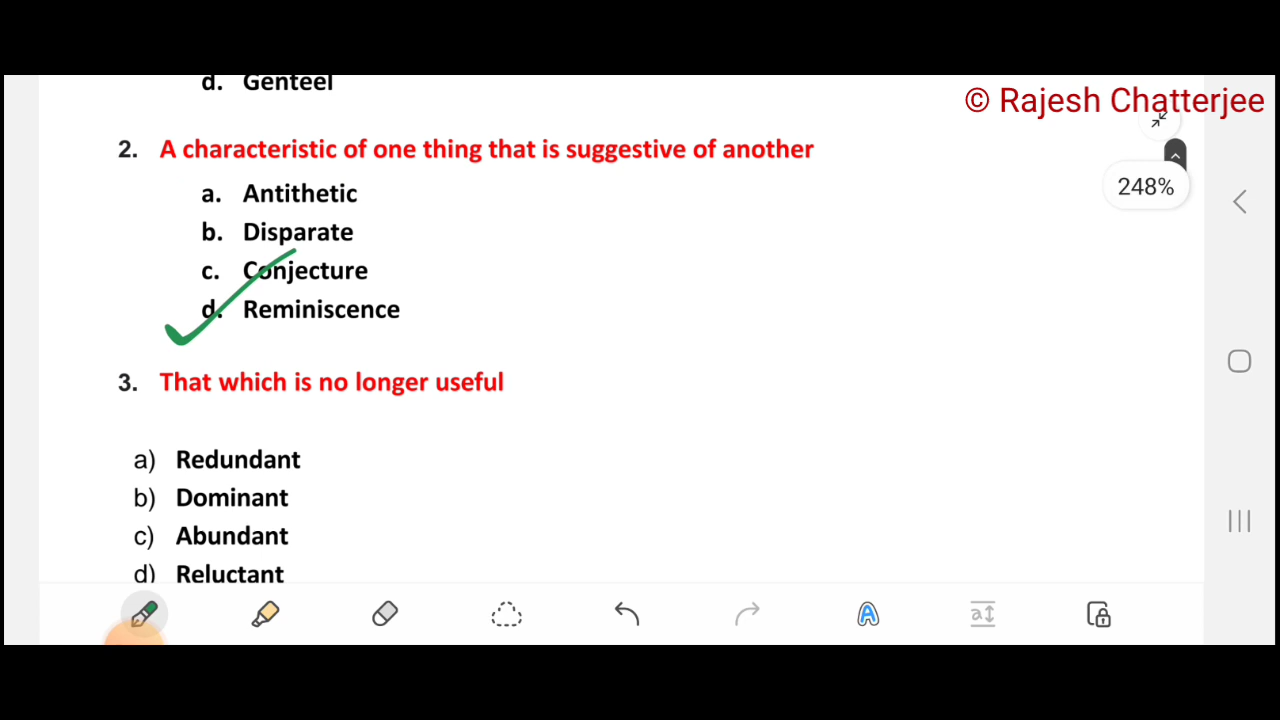 d. Genteel
© Rajesh Chatterjee
2. A characteristic of one thing that is suggestive of another
248%
a. Antithetic
b. Disparate
c. Conjecture
d. Reminiscence
3. That which is no longer useful
a) Redundant
b) Dominant
c) Abundant
d) Reluctant